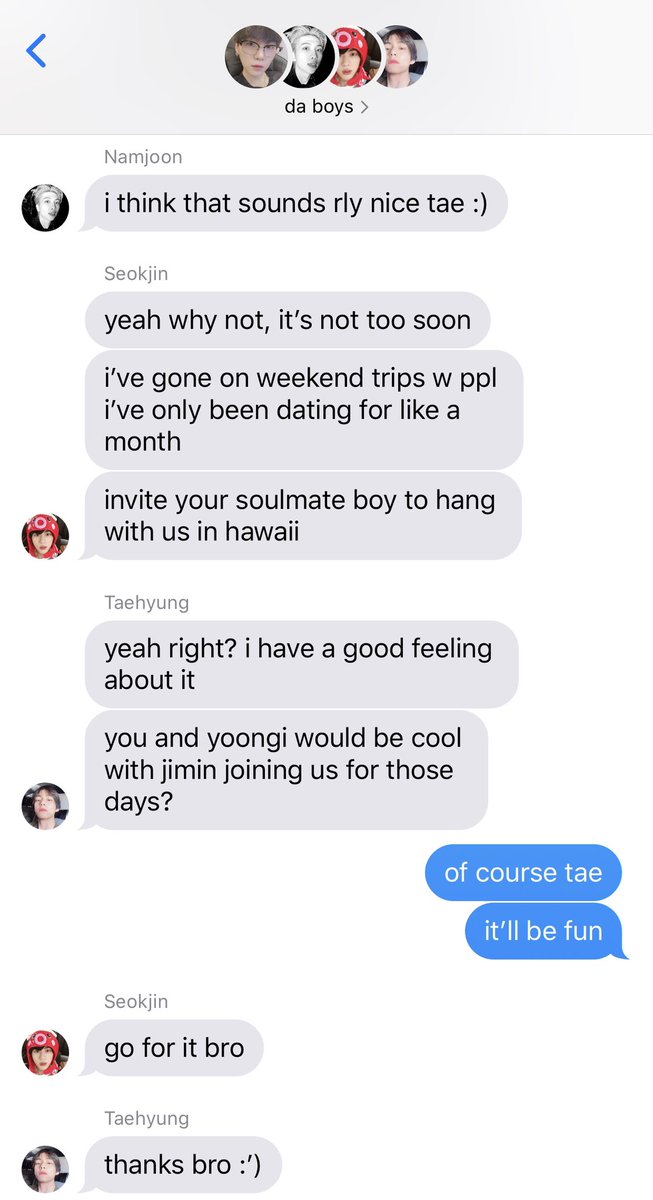 da boys >
Namjoon
i think that sounds rly nice tae :)
Seokjin
yeah why not, it’s not too soon
i’ve gone on weekend trips w ppl
i’ve only been dating for like a
month
invite your soulmate boy to hang
with us in hawaii
Taehyung
yeah right? i have a good feeling
about it
you and yoongi would be cool
with jimin joining us for those
days?
of course tae
it’ll be fun
Seokjin
go for it bro
Taehyung
thanks bro :’)